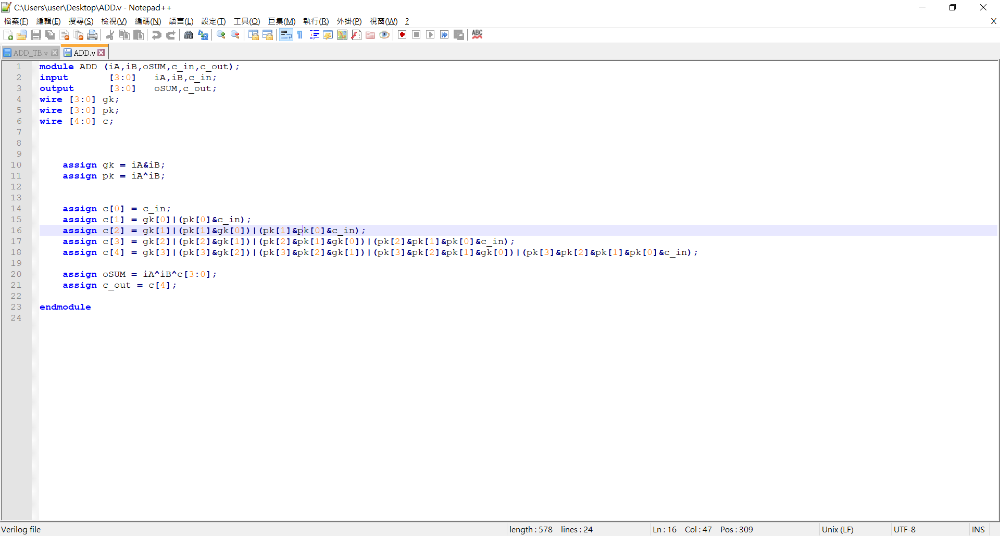 C:\Users\user\Desktop\ADD.v - Notepad++
檔案(F) 編輯(E) 搜尋(S) 檢視(V) 編碼(N) 語言(L) 設定(T) 工具(O) 巨集(M) 執行(R) 外掛(P) 視窗(W) ? X
ABC
ADD_TB.v ADD.v
1 module ADD (iA,iB,oSUM,c_in,c_out);
2 input [3:0] iA,iB,c_in;
3 output [3:0] oSUM,c_out;
4 wire [3:0] gk;
5 wire [3:0] pk;
6 wire [4:0] c;
7
8
9
10 assign gk = iA&iB;
11 assign pk = iA^iB;
12
13
14 assign c[0] = c_in;
15 assign c[1] = gk[0]|(pk[0]&c_in);
16 assign c[2] = gk[1]|(pk[1]&gk[0])|(pk[1]&pk[0]&c_in);
17 assign c[3] = gk[2]|(pk[2]&gk[1])|(pk[2]&pk[1]&gk[0])|(pk[2]&pk[1]&pk[0]&c_in);
18 assign c[4] = gk[3]|(pk[3]&gk[2])|(pk[3]&pk[2]&gk[1])|(pk[3]&pk[2]&pk[1]&gk[0])|(pk[3]&pk[2]&pk[1]&pk[0]&c_in);
19
20 assign oSUM = iA^iB^c[3:0];
21 assign c_out = c[4];
22
23 endmodule
24
Verilog file length : 578 lines : 24 Ln : 16 Col : 47 Pos : 309 Unix (LF) UTF-8 INS